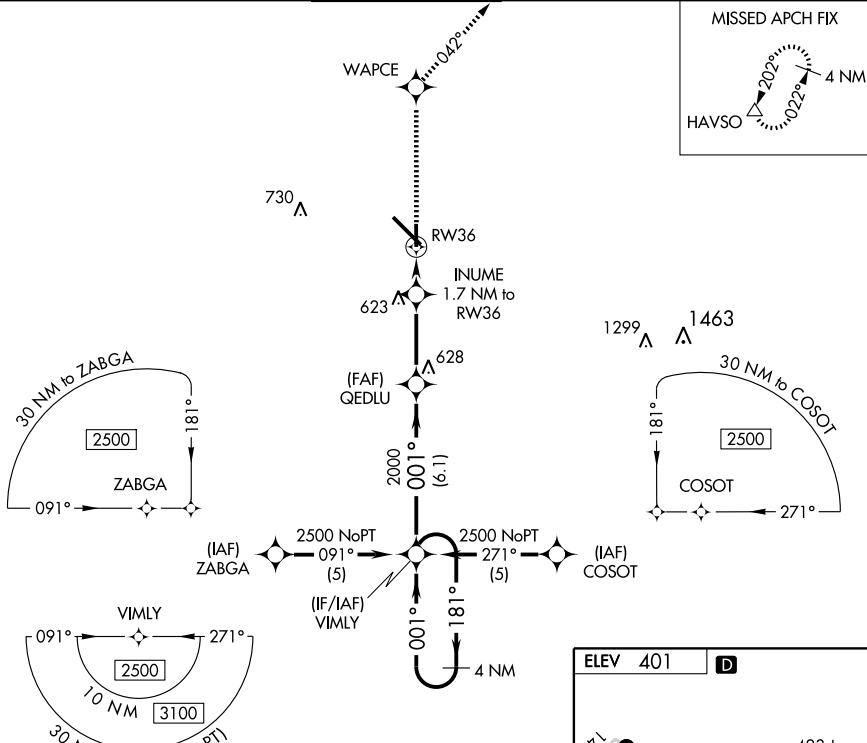 MISSED APCH FIX
202°
022°
4 NM
HAVSO
042°
WAPCE
730
RW36
INUME
1.7 NM to
RW36
623
1299
1463
628
(FAF)
QEDLU
30 NM to ZABGA
2500
181°
ZABGA
091°
30 NM to COSOT
2500
181°
COSOT
271°
2000
001°
(6.1)
(IAF)
ZABGA
2500 NoPT
091°
(5)
2500 NoPT
271°
(5)
(IAF)
COSOT
(IF/IAF)
VIMLY
001°
181°
4 NM
VIMLY
091°
271°
2500
10 NM
3100
ELEV 401
D